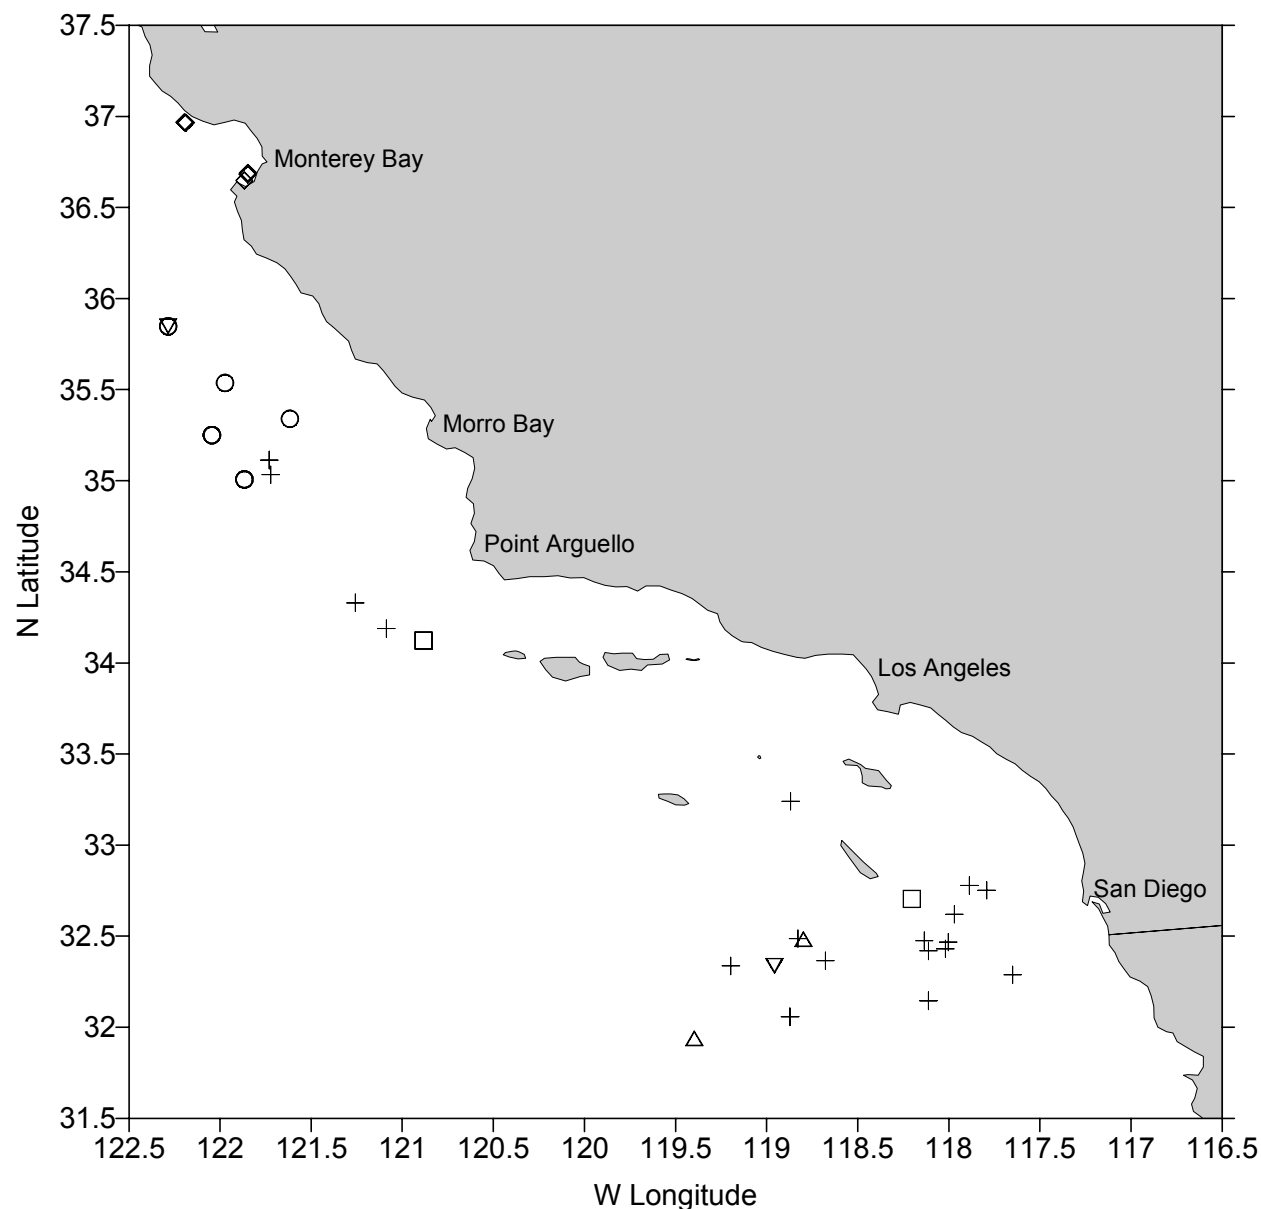 37.5
37
Monterey Bay
36.5
36
35.5
Morro Bay
35
Point Arguello
34.5
N Latitude
34
Los Angeles
33.5
33
San Diego
32.5
32
31.5
122.5 122 121.5 121 120.5 120 119.5 119 118.5 118 117.5 117 116.5
W Longitude